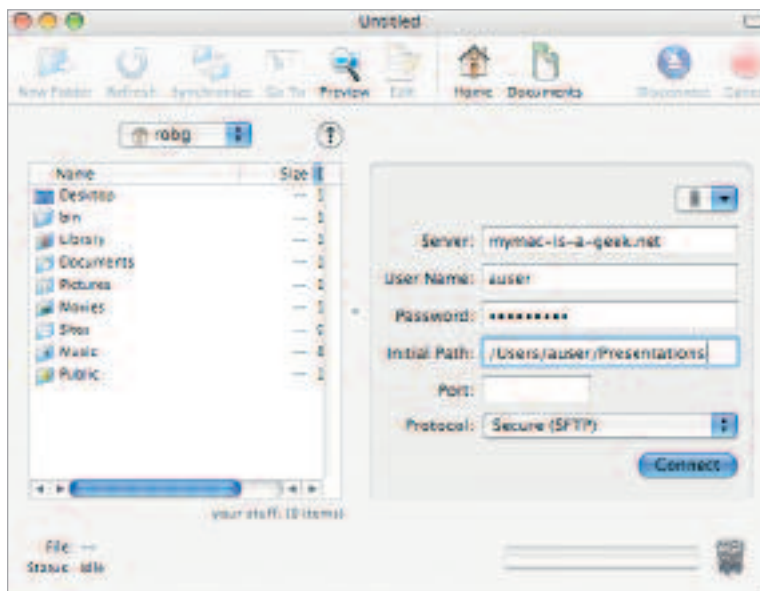 Untitled
New Folder Refresh Synchronize Go To Preview Edit Home Documents Disconnect Cancel
robg
Name Size
Desktop --
bin --
Library --
Documents --
Pictures --
Movies --
Sites --
Music --
Public --
Server: mymac-is-a-geek.net
User Name: auser
Password: •••••••••
Initial Path: /Users/auser/Presentations
Port:
Protocol: Secure (SFTP)
Connect
your stuff: (9 items)
File: --
Status: Idle